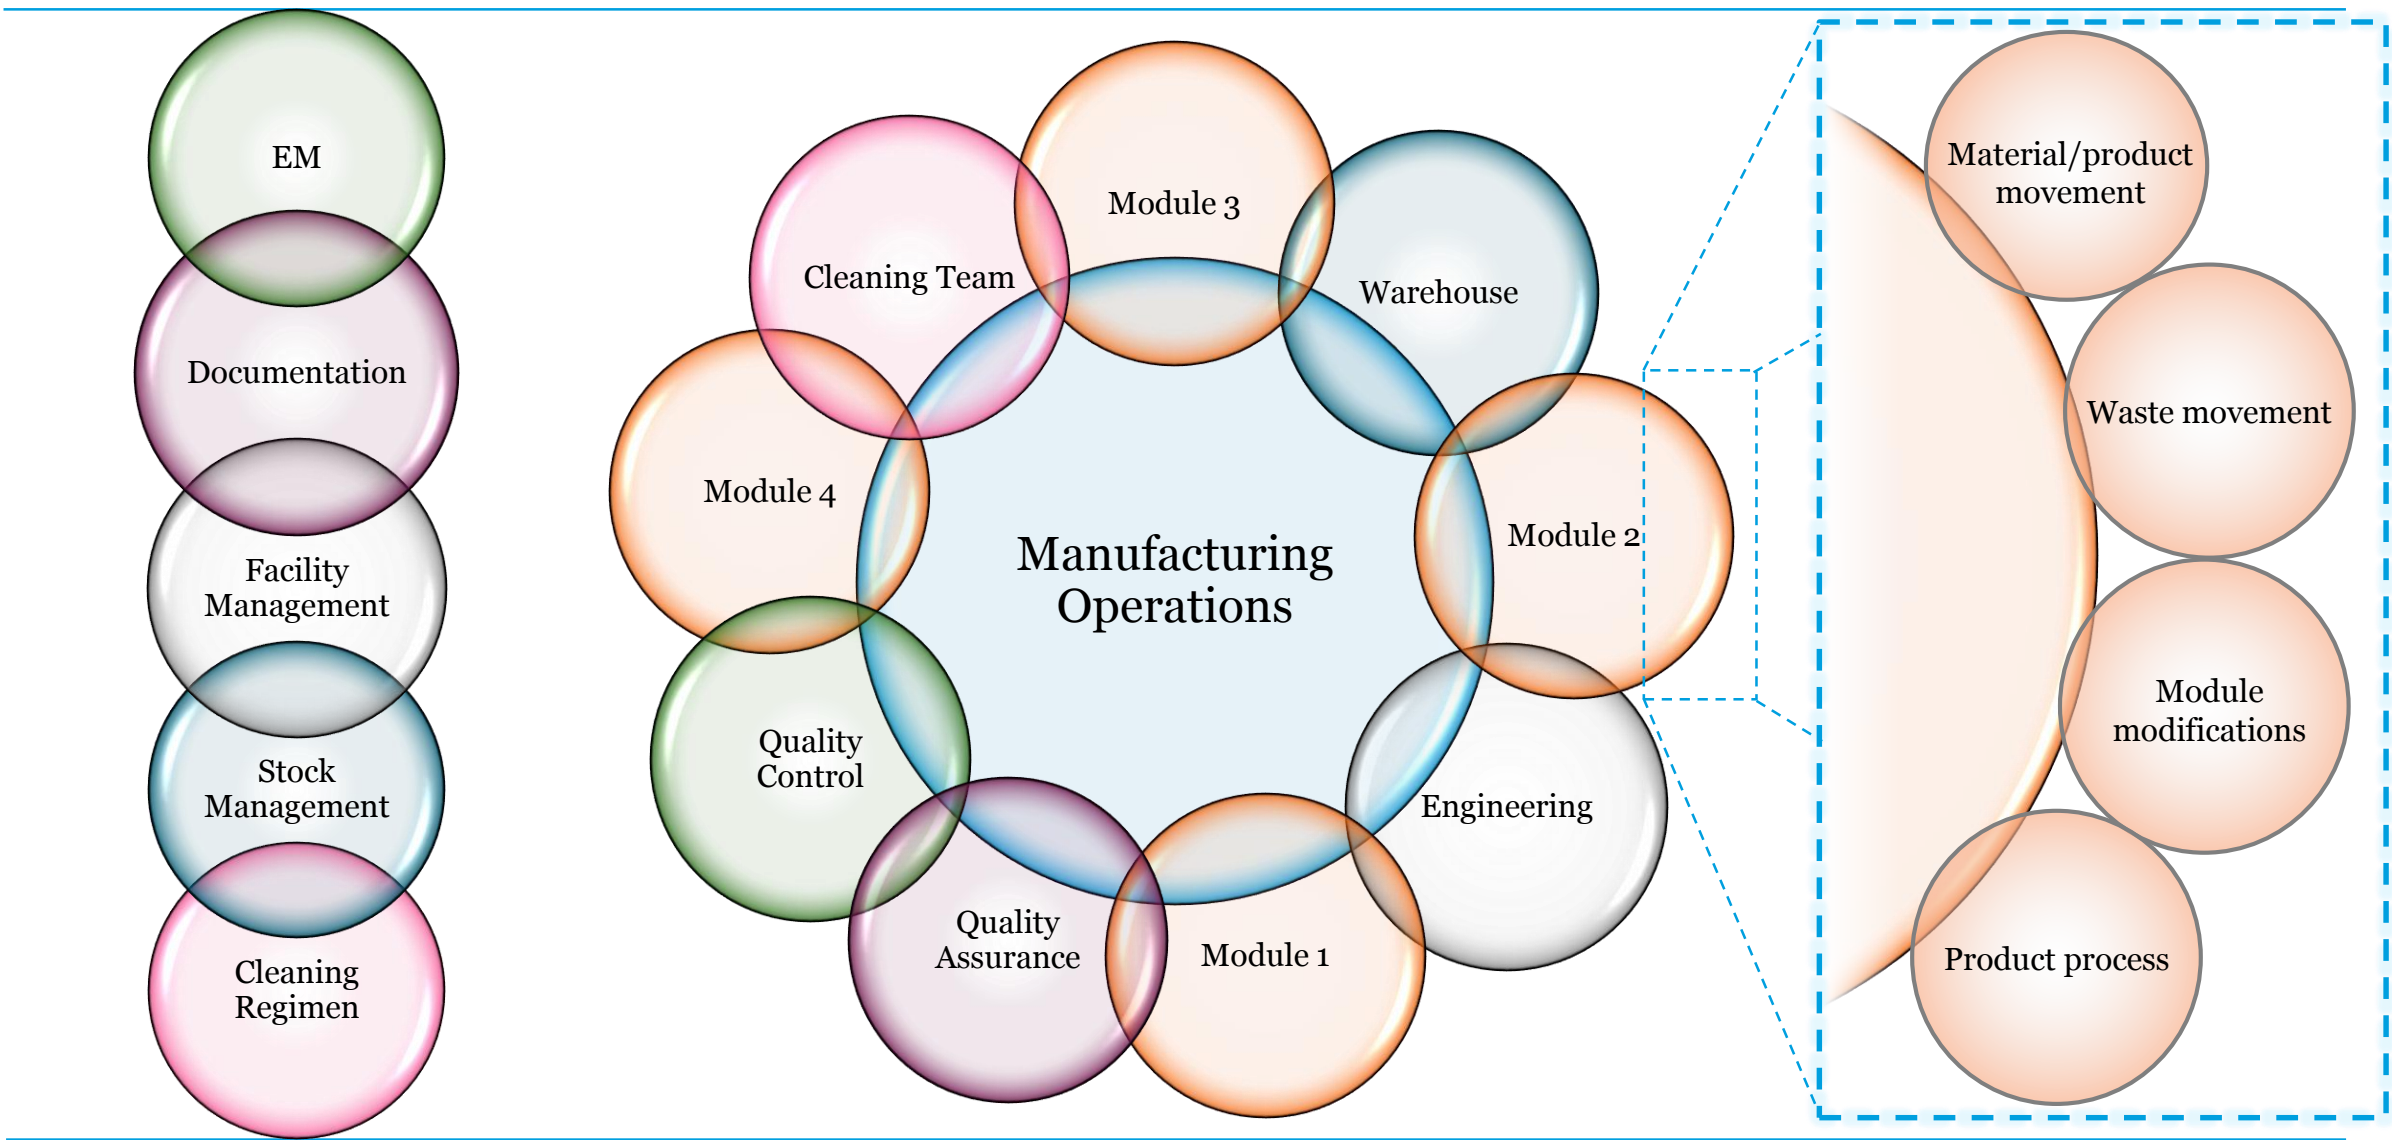 EM
Documentation
Facility
Management
Stock
Management
Cleaning
Regimen
Manufacturing
Operations
Module 3
Warehouse
Module 2
Engineering
Module 1
Quality
Assurance
Quality
Control
Module 4
Cleaning Team
Material/product
movement
Waste movement
Module
modifications
Product process